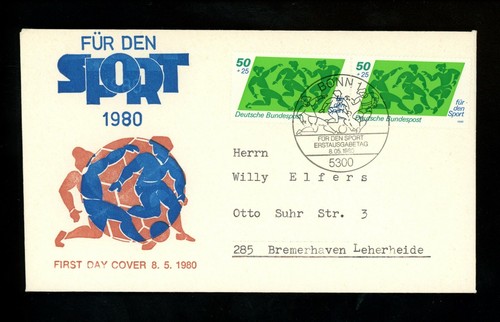 FÜR DEN
SPORT
1980
FIRST DAY COVER 8. 5. 1980
50
+25
Deutsche Bundespost
50
+25
für
den
Sport
Deutsche Bundespost
BONN 1
FÜR DEN SPORT
ERSTAUSGABETAG
8.05.1980
5300
Herrn
Willy Elfers
Otto Suhr Str. 3
285 Bremerhaven Leherheide